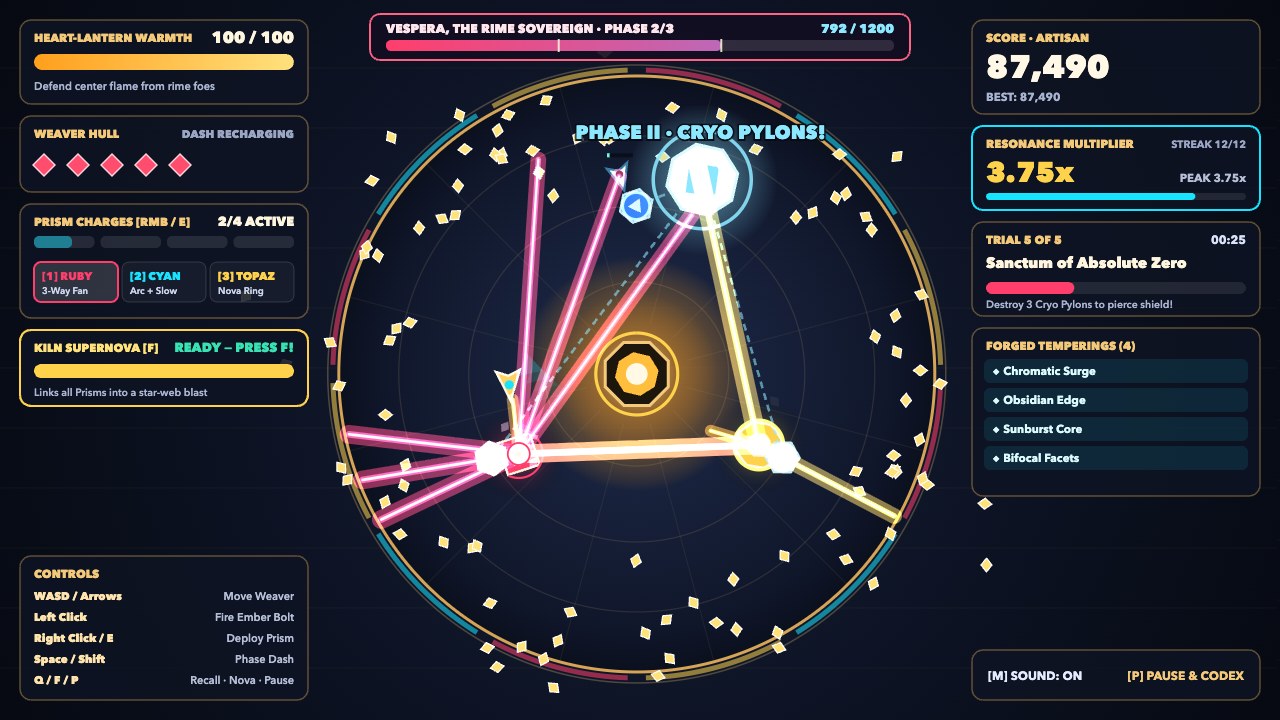 HEART-LANTERN WARMTH 100 / 100
Defend center flame from rime foes
WEAVER HULL DASH RECHARGING
PRISM CHARGES [RMB / E] 2/4 ACTIVE
[1] RUBY
3-Way Fan
[2] CYAN
Arc + Slow
[3] TOPAZ
Nova Ring
KILN SUPERNOVA [F] READY — PRESS F!
Links all Prisms into a star-web blast
CONTROLS
WASD / Arrows Move Weaver
Left Click Fire Ember Bolt
Right Click / E Deploy Prism
Space / Shift Phase Dash
Q / F / P Recall · Nova · Pause
VESPERA, THE RIME SOVEREIGN · PHASE 2/3 792 / 1200
PHASE II · CRYO PYLONS!
SCORE · ARTISAN
87,490
BEST: 87,490
RESONANCE MULTIPLIER STREAK 12/12
3.75x PEAK 3.75x
TRIAL 5 OF 5 00:25
Sanctum of Absolute Zero
Destroy 3 Cryo Pylons to pierce shield!
FORGED TEMPERINGS (4)
◆ Chromatic Surge
◆ Obsidian Edge
◆ Sunburst Core
◆ Bifocal Facets
[M] SOUND: ON [P] PAUSE & CODEX